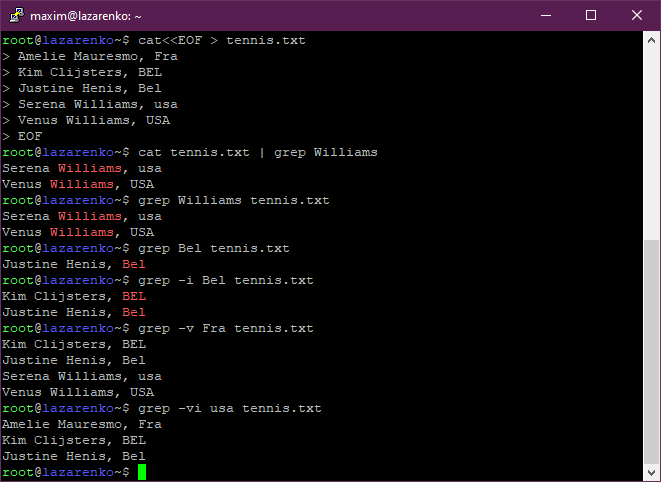 maxim@lazarenko: ~
root@lazarenko~$ cat<<EOF > tennis.txt
> Amelie Mauresmo, Fra
> Kim Clijsters, BEL
> Justine Henis, Bel
> Serena Williams, usa
> Venus Williams, USA
> EOF
root@lazarenko~$ cat tennis.txt | grep Williams
Serena Williams, usa
Venus Williams, USA
root@lazarenko~$ grep Williams tennis.txt
Serena Williams, usa
Venus Williams, USA
root@lazarenko~$ grep Bel tennis.txt
Justine Henis, Bel
root@lazarenko~$ grep -i Bel tennis.txt
Kim Clijsters, BEL
Justine Henis, Bel
root@lazarenko~$ grep -v Fra tennis.txt
Kim Clijsters, BEL
Justine Henis, Bel
Serena Williams, usa
Venus Williams, USA
root@lazarenko~$ grep -vi usa tennis.txt
Amelie Mauresmo, Fra
Kim Clijsters, BEL
Justine Henis, Bel
root@lazarenko~$